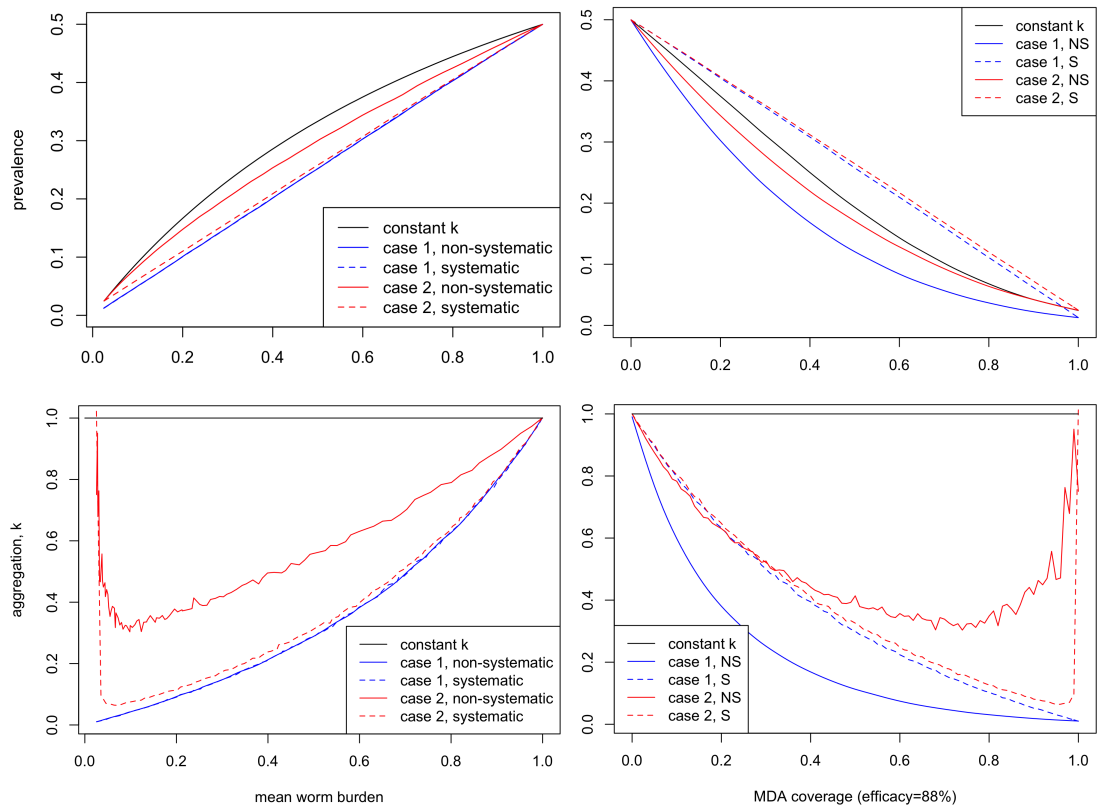 prevalence
0.5
0.4
0.3
0.2
0.1
0.0
0.0 0.2 0.4 0.6 0.8 1.0
constant k
case 1, non-systematic
case 1, systematic
case 2, non-systematic
case 2, systematic
0.5
0.4
0.3
0.2
0.1
0.0
0.0 0.2 0.4 0.6 0.8 1.0
constant k
case 1, NS
case 1, S
case 2, NS
case 2, S
aggregation, k
1.0
0.8
0.6
0.4
0.2
0.0
0.0 0.2 0.4 0.6 0.8 1.0
mean worm burden
constant k
case 1, non-systematic
case 1, systematic
case 2, non-systematic
case 2, systematic
1.0
0.8
0.6
0.4
0.2
0.0
0.0 0.2 0.4 0.6 0.8 1.0
MDA coverage (efficacy=88%)
constant k
case 1, NS
case 1, S
case 2, NS
case 2, S